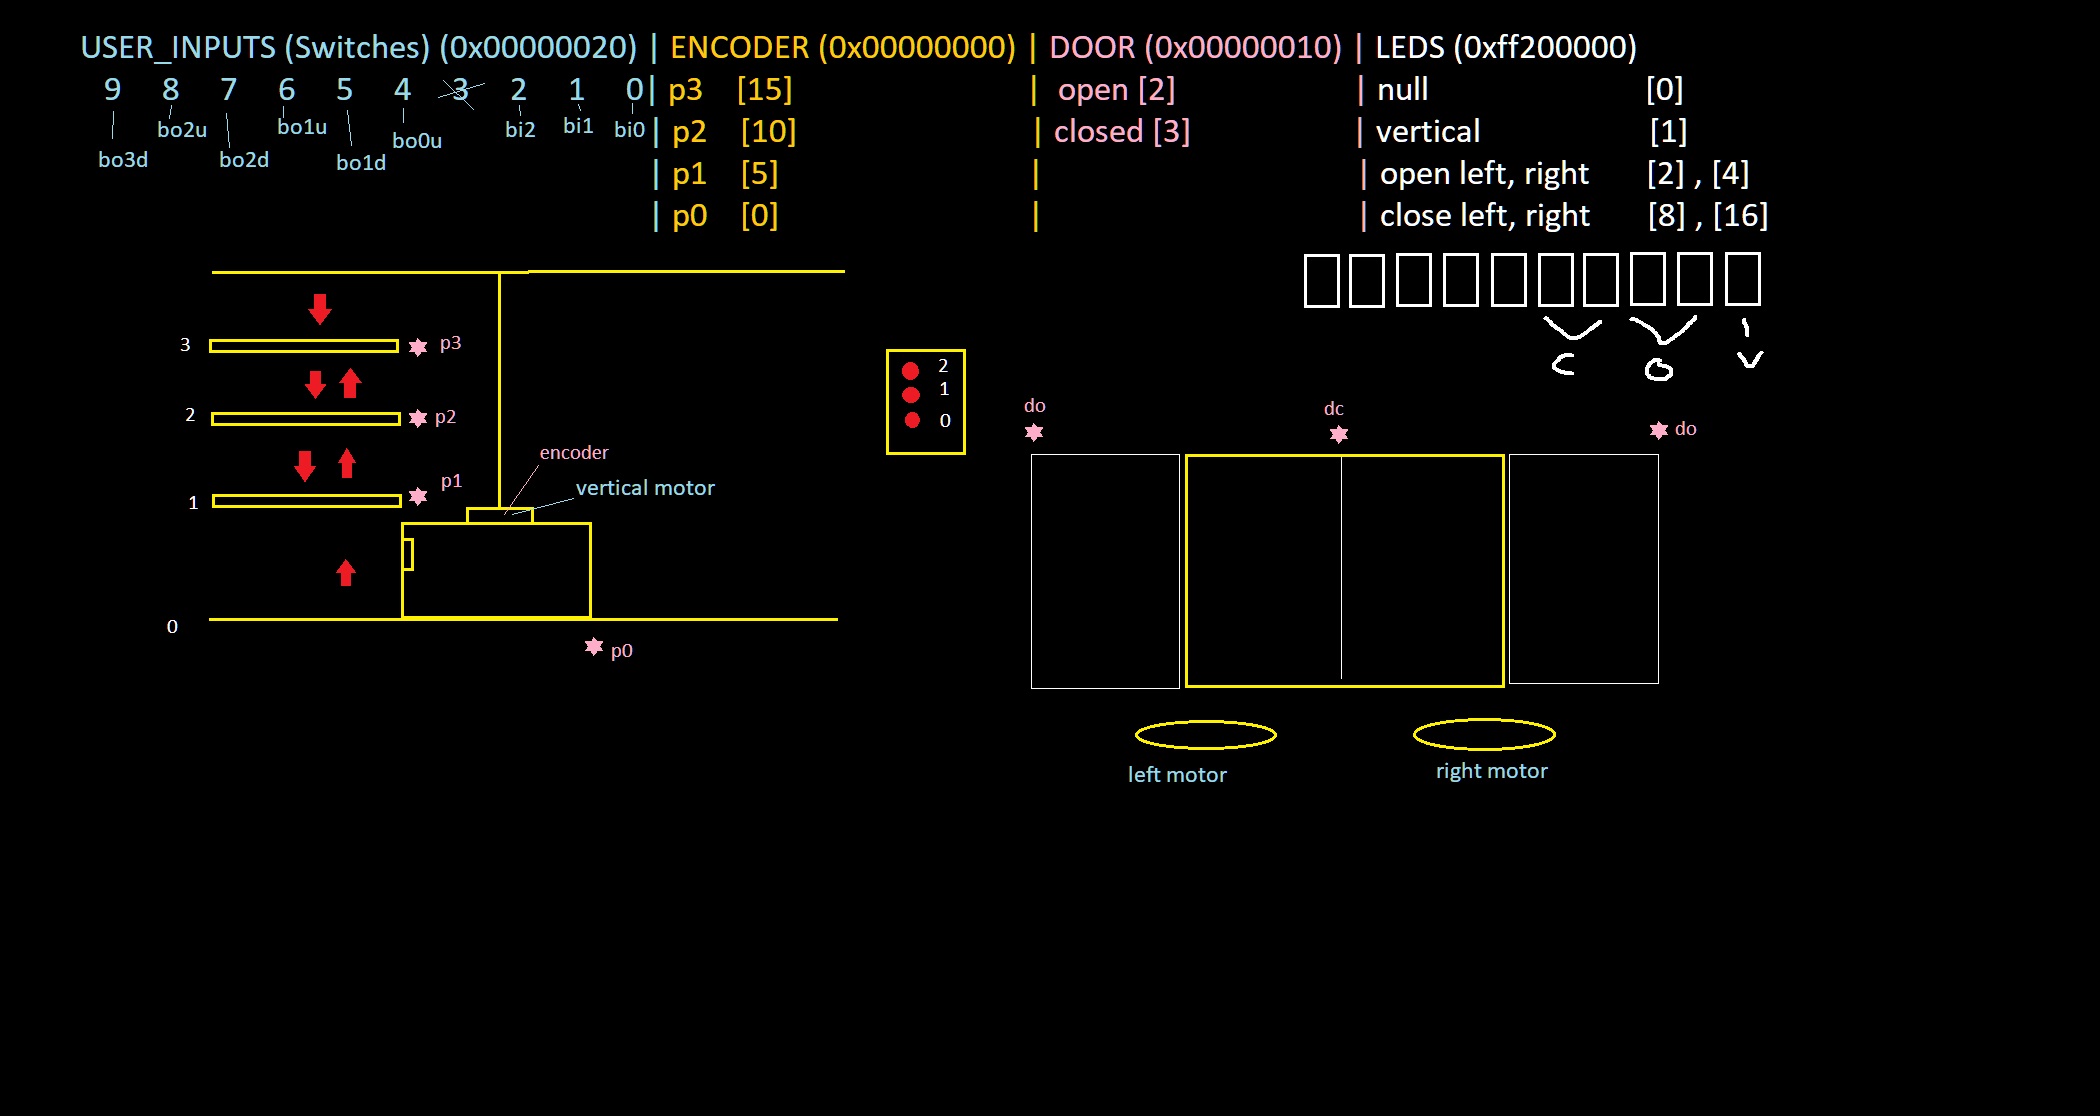 USER_INPUTS (Switches) (0x00000020) | ENCODER (0x00000000) | DOOR (0x00000010) | LEDS (0xff200000)
9 8 7 6 5 4 3 2 1 0 | p3 [15] | open [2] | null [0]
bo2u bo1u bo0u bi2 bi1 bi0 | p2 [10] | closed [3] | vertical [1]
bo3d bo2d bo1d | p1 [5] | | open left, right [2] , [4]
| p0 [0] | | close left, right [8] , [16]
C O V
3 p3
2 p2
1 p1
0 p0
encoder
vertical motor
2
1
0
do dc do
left motor right motor